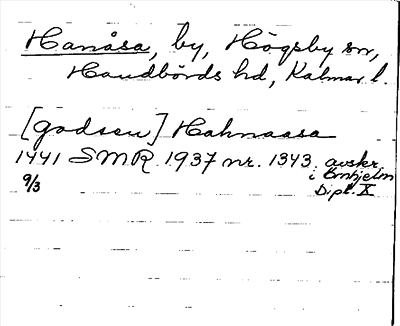 Hanåsa, by, Högsby sn,
Handbörds hd, Kalmar l.
[godsen] Hahnaasa
1441 SMR 1937 nr. 1343 avskr.
9/3 i Örnhjelm
Dipl. X